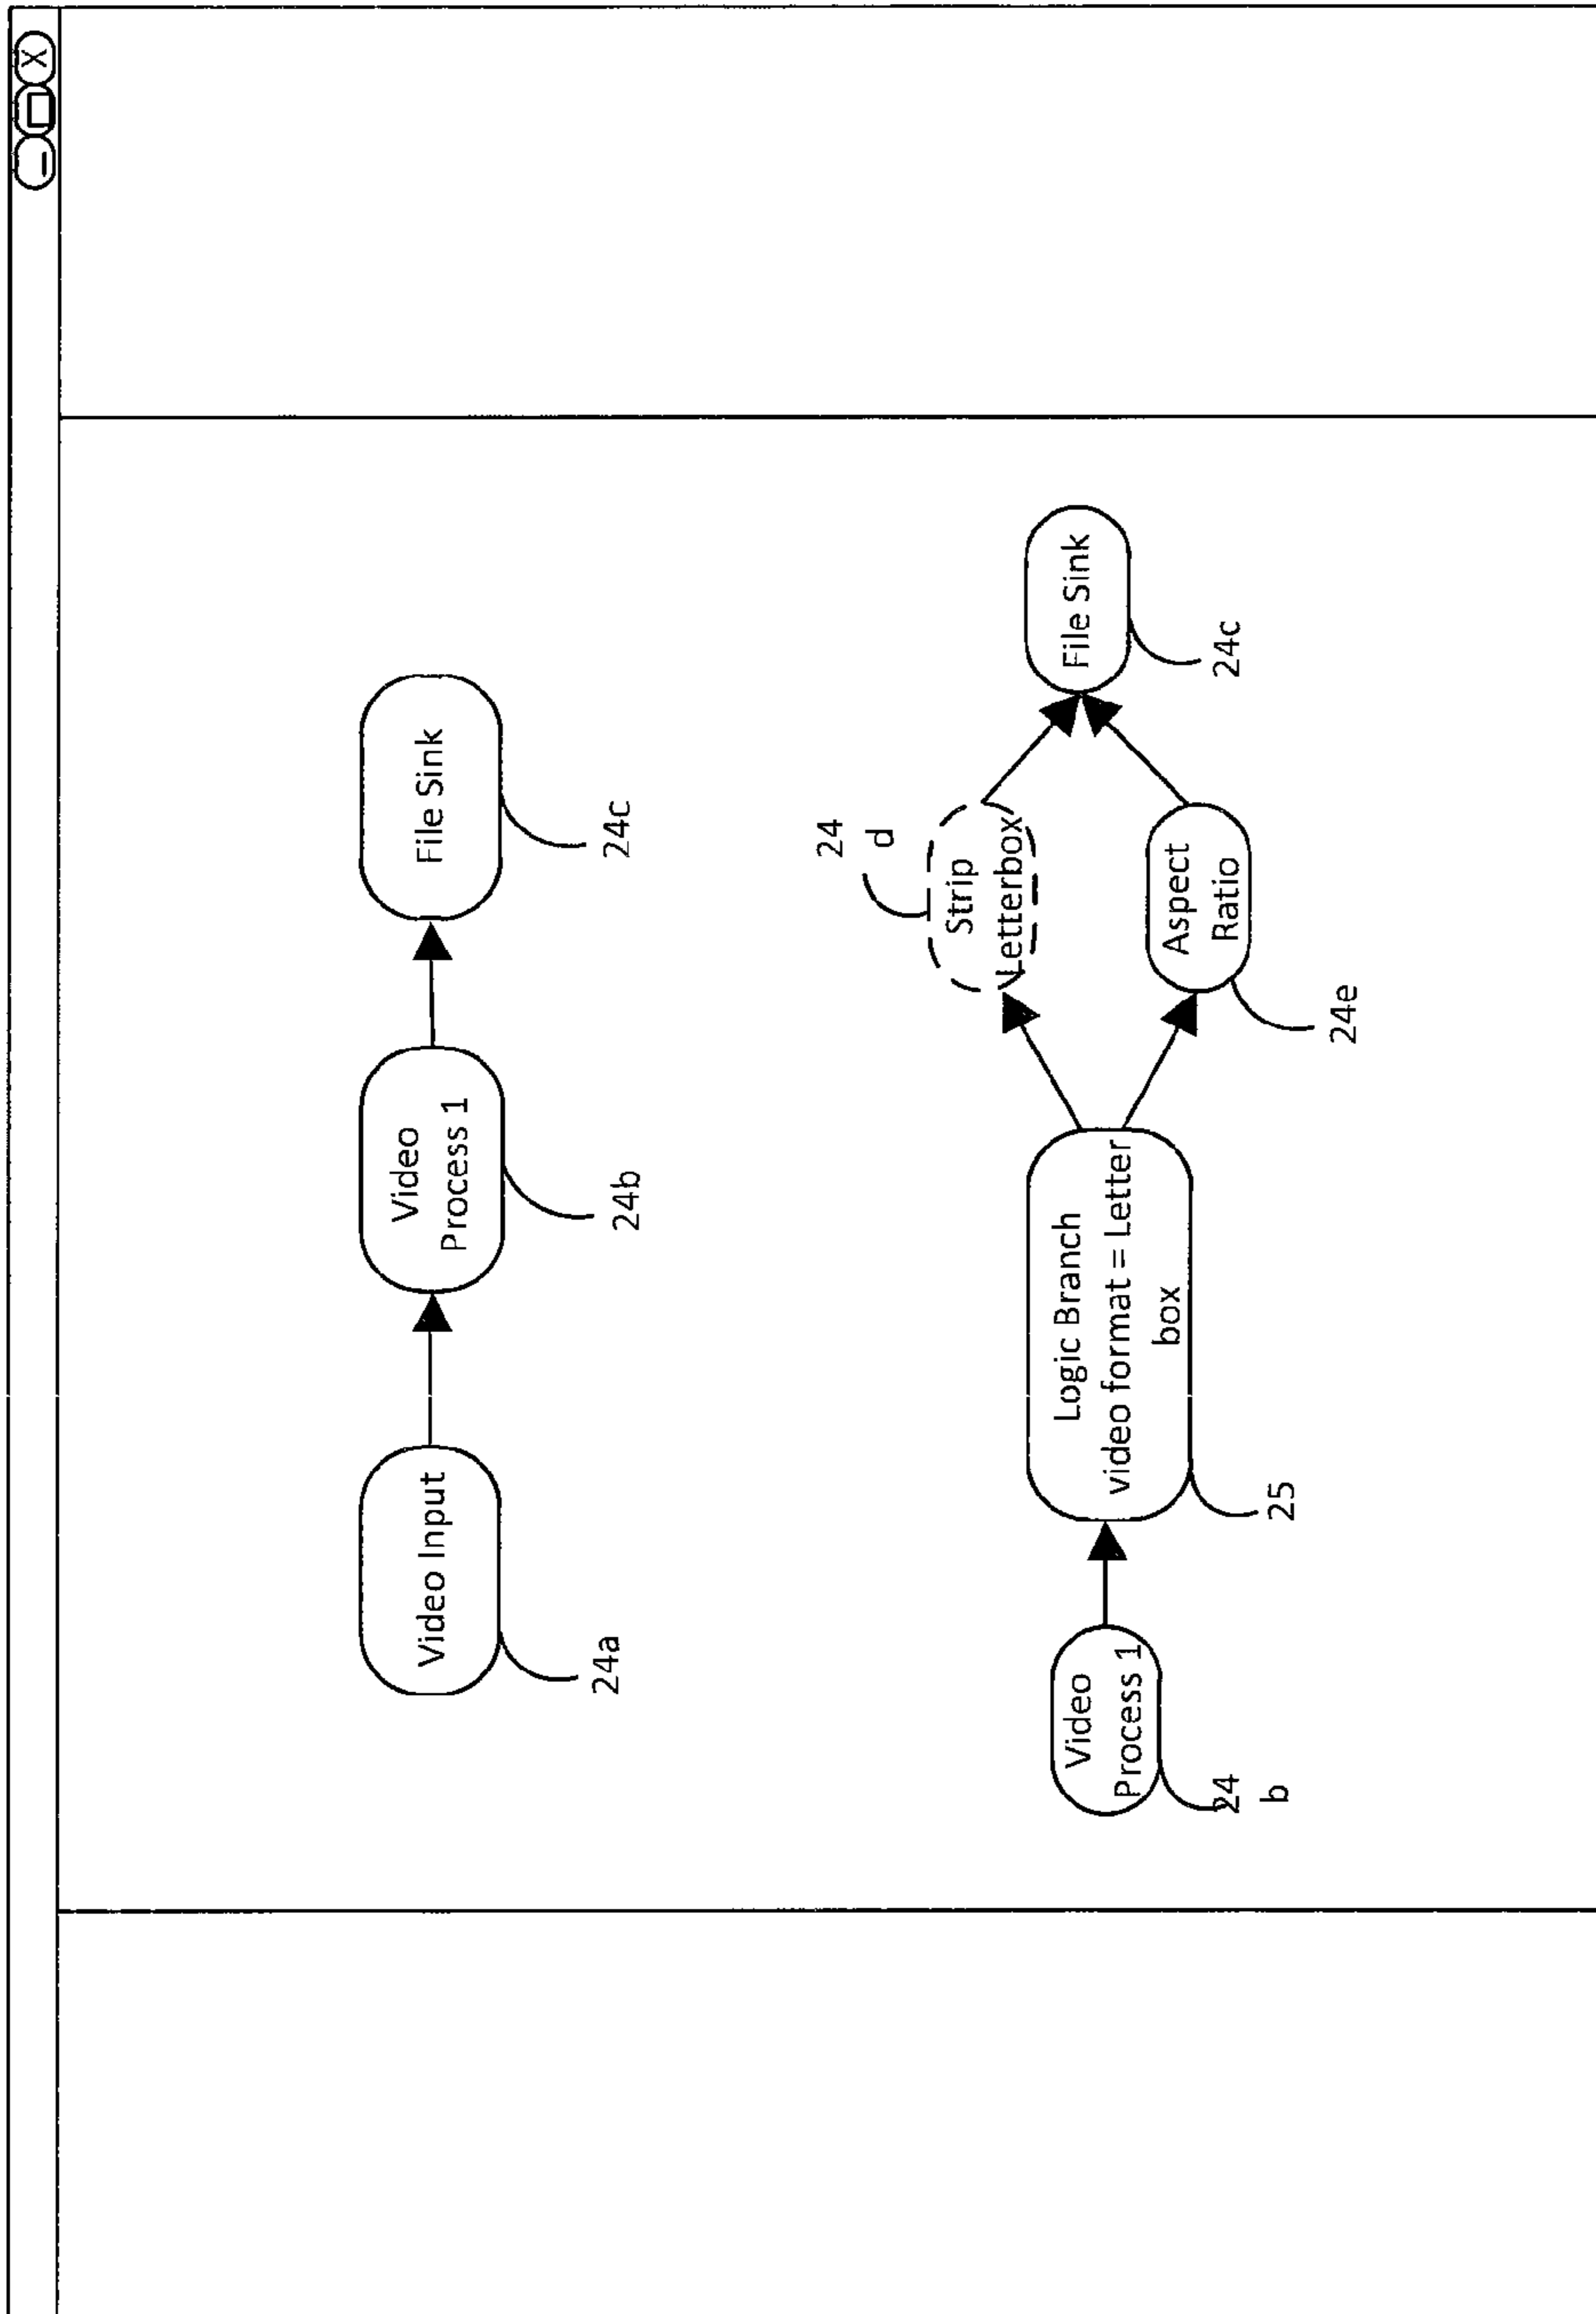 X
Video Input
24a
Video
Process 1
24b
File Sink
24c
Video
Process 1
24
b
Logic Branch
video format = Letter
box
25
Strip
Letterbox
24
d
Aspect
Ratio
24e
File Sink
24c